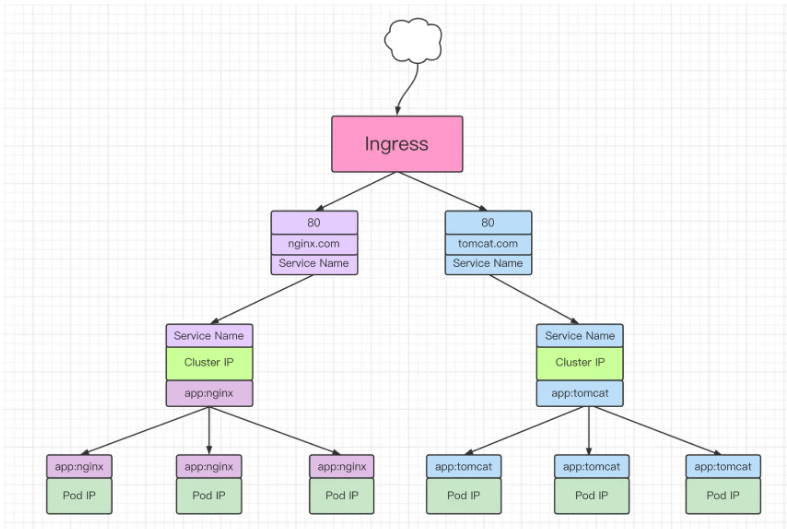 Ingress
80
nginx.com
Service Name
80
tomcat.com
Service Name
Service Name
Cluster IP
app:nginx
Service Name
Cluster IP
app:tomcat
app:nginx
Pod IP
app:nginx
Pod IP
app:nginx
Pod IP
app:tomcat
Pod IP
app:tomcat
Pod IP
app:tomcat
Pod IP